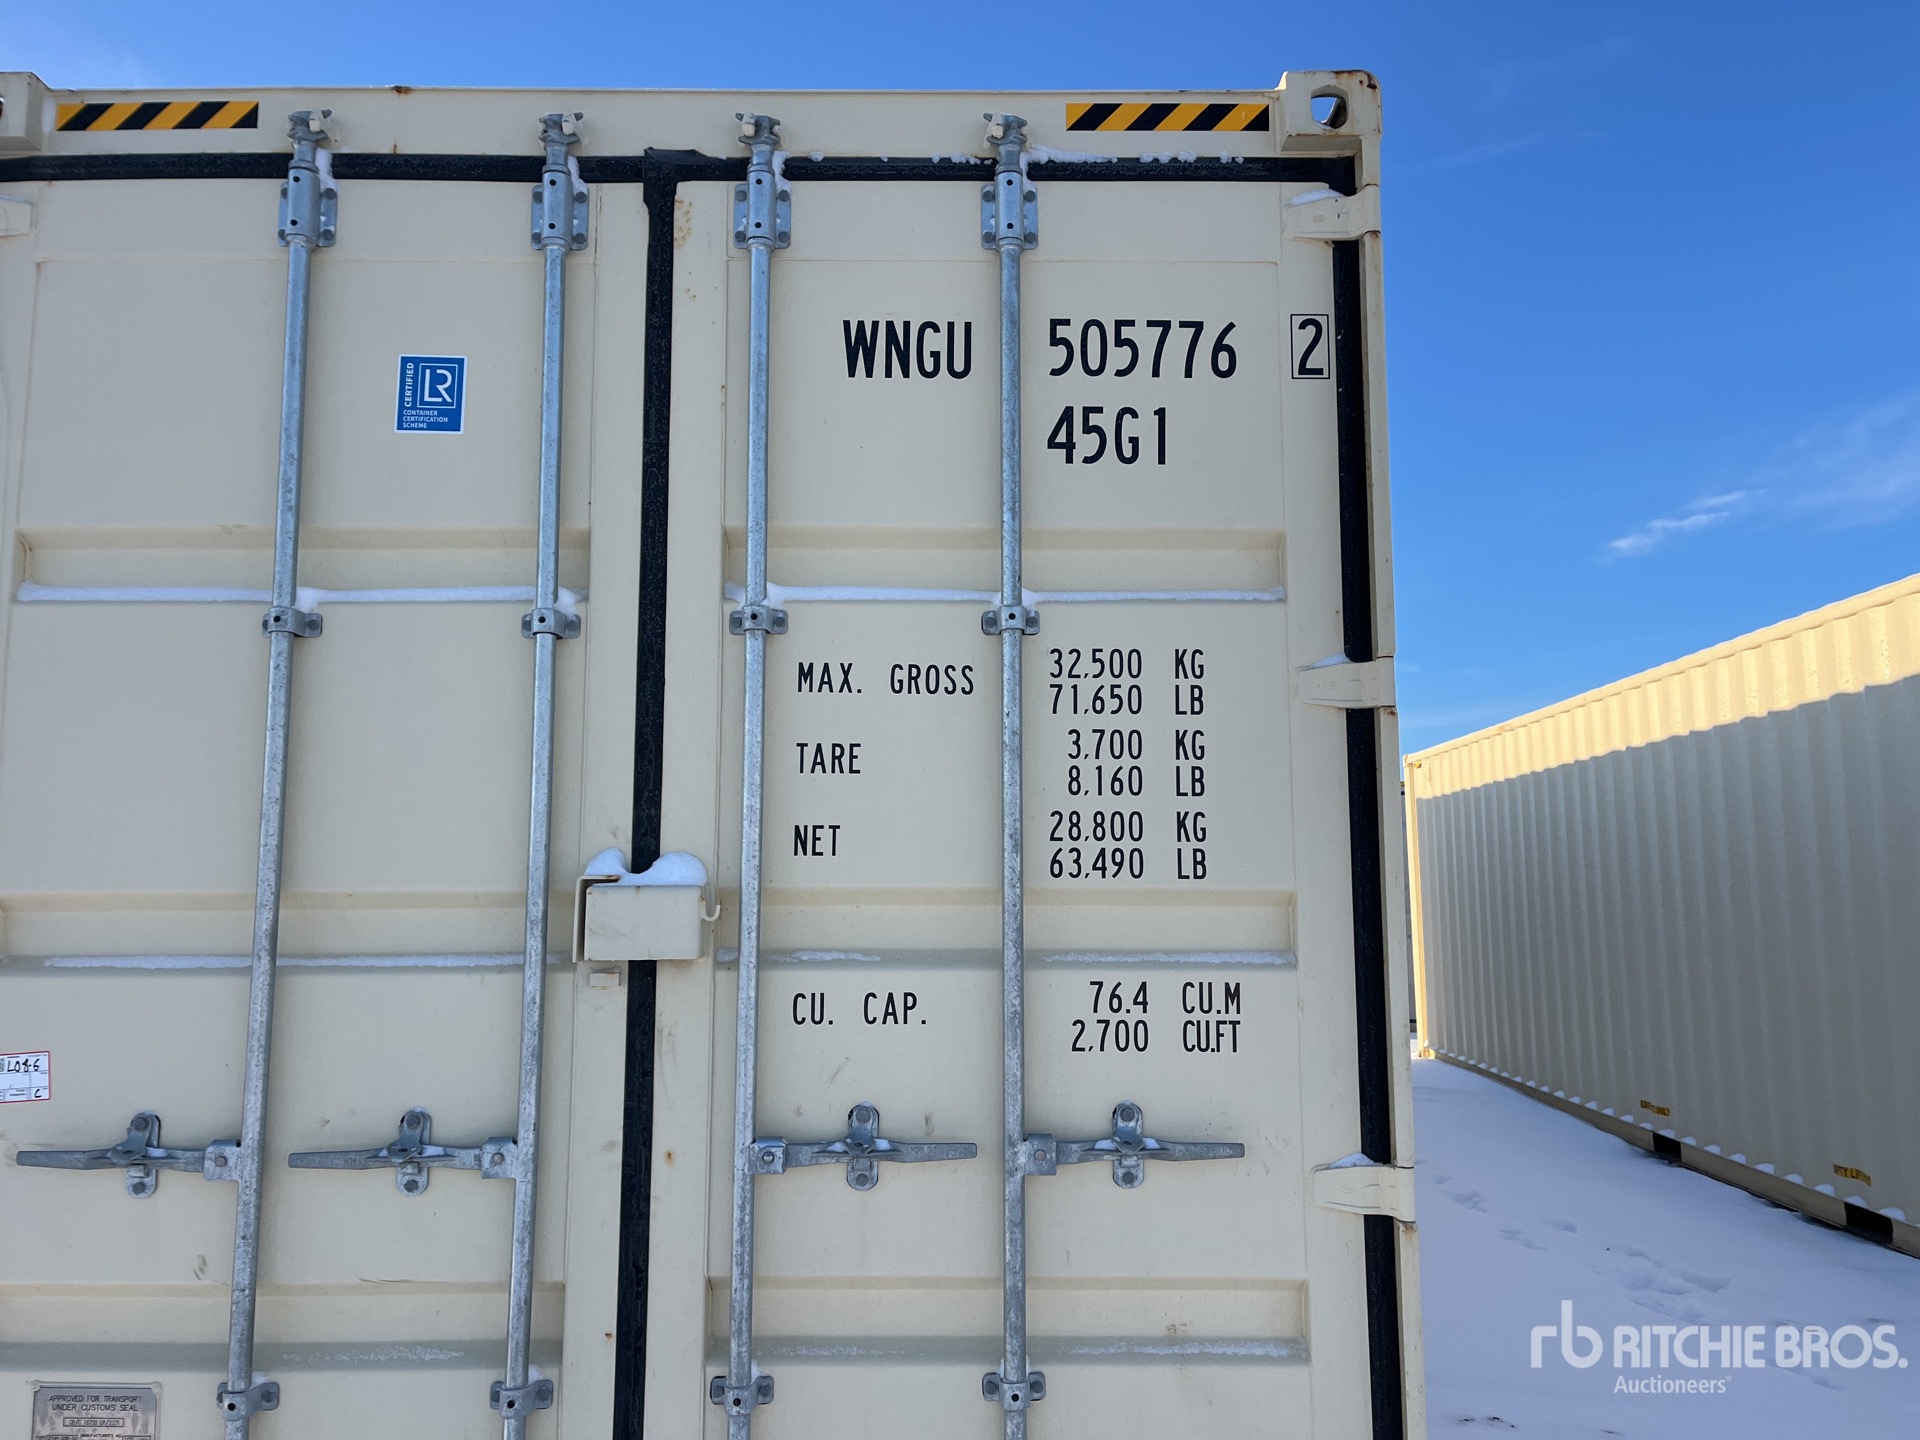 WNGU 505776 2
45G1
CERTIFIED
LR
CONTAINER
CERTIFICATION
SCHEME
MAX. GROSS 32,500 KG
71,650 LB
TARE 3,700 KG
8,160 LB
NET 28,800 KG
63,490 LB
CU. CAP. 76.4 CU.M
2,700 CU.FT
L086
C
APPROVED FOR TRANSPORT
UNDER CUSTOMS SEAL
rb RITCHIE BROS.
Auctioneers